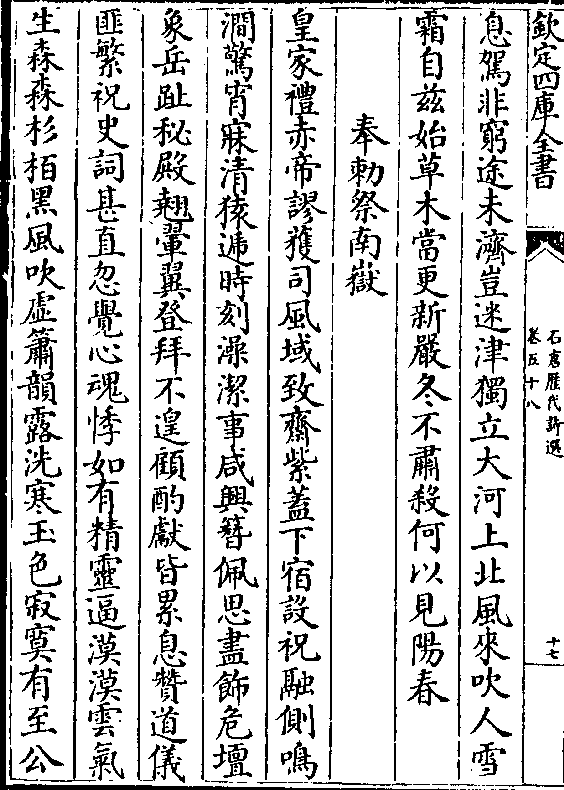 欽定四庫全書
石倉歷代詩選
卷五十八
十七
息駕非窮途未濟豈迷津獨立大河上北風來吹人雪
霜自兹始草木當更新嚴冬不肅殺何以見陽春
奉勅祭南嶽
皇家禮赤帝謬獲司風域致齋紫蓋下宿設祝融側鳴
澗驚宵寐清猿遞時刻澡潔事咸興簪佩思盡飾危壇
象岳趾秘殿翹翬翼登拜不遑顧酌獻皆累息贊道儀
匪繁祝史詞甚直忽覺心魂悸如有精靈逼漠漠雲氣
生森森杉栢黑風吹虚簫韻露洗寒玉色寂寞有至公